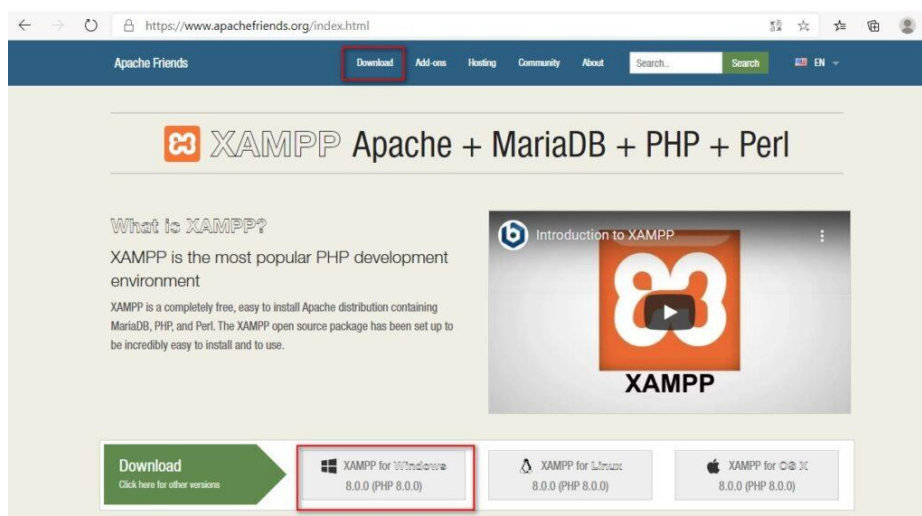 https://www.apachefriends.org/index.html
Apache Friends
Download
Add-ons
Hosting
Community
About
Search...
Search
EN
XAMPP Apache + MariaDB + PHP + Perl
What is XAMPP?
XAMPP is the most popular PHP development
environment
XAMPP is a completely free, easy to install Apache distribution containing
MariaDB, PHP, and Perl. The XAMPP open source package has been set up to
be incredibly easy to install and to use.
Introduction to XAMPP
XAMPP
Download
Click here for other versions
XAMPP for Windows
8.0.0 (PHP 8.0.0)
XAMPP for Linux
8.0.0 (PHP 8.0.0)
XAMPP for OS X
8.0.0 (PHP 8.0.0)